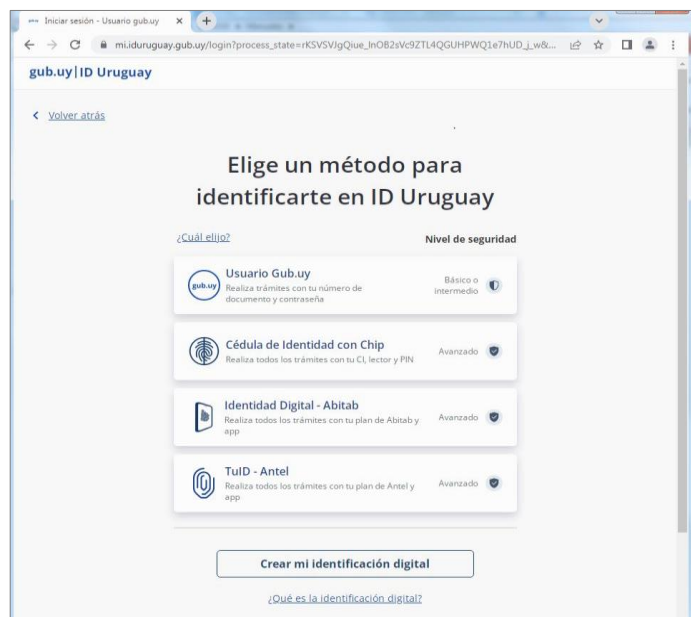 Iniciar sesión - Usuario gub.uy
mi.iduruguay.gub.uy/login?process_state=rKSVSVJgQiue_lnOB2sVc9ZTL4QGUHPWQ1e7hUD_j_w&...
gub.uy|ID Uruguay
Volver atrás
Elige un método para
identificarte en ID Uruguay
¿Cuál elijo?
Nivel de seguridad
gub.uy
Usuario Gub.uy
Realiza trámites con tu número de
documento y contraseña
Básico o
intermedio
Cédula de Identidad con Chip
Realiza todos los trámites con tu CI, lector y PIN
Avanzado
Identidad Digital - Abitab
Realiza todos los trámites con tu plan de Abitab y
app
Avanzado
TuID - Antel
Realiza todos los trámites con tu plan de Antel y
app
Avanzado
Crear mi identificación digital
¿Qué es la identificación digital?